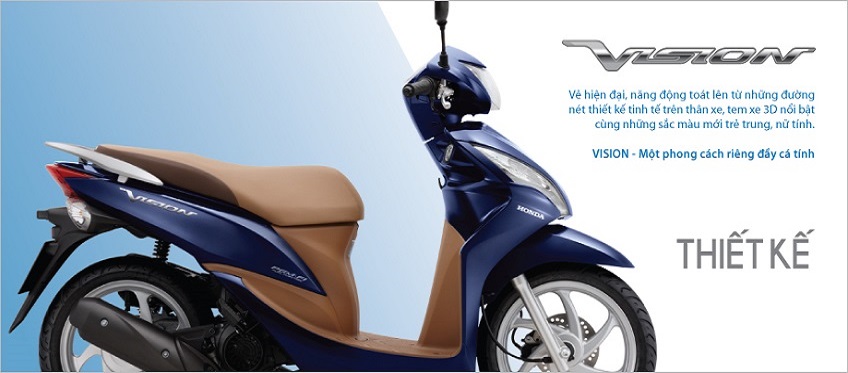 VISION
Vẻ hiện đại, năng động toát lên từ những đường
nét thiết kế tinh tế trên thân xe, tem xe 3D nổi bật
cùng những sắc màu mới trẻ trung, nữ tính.
VISION - Một phong cách riêng đầy cá tính
VISION
HONDA
THIẾT KẾ
PGM-FI